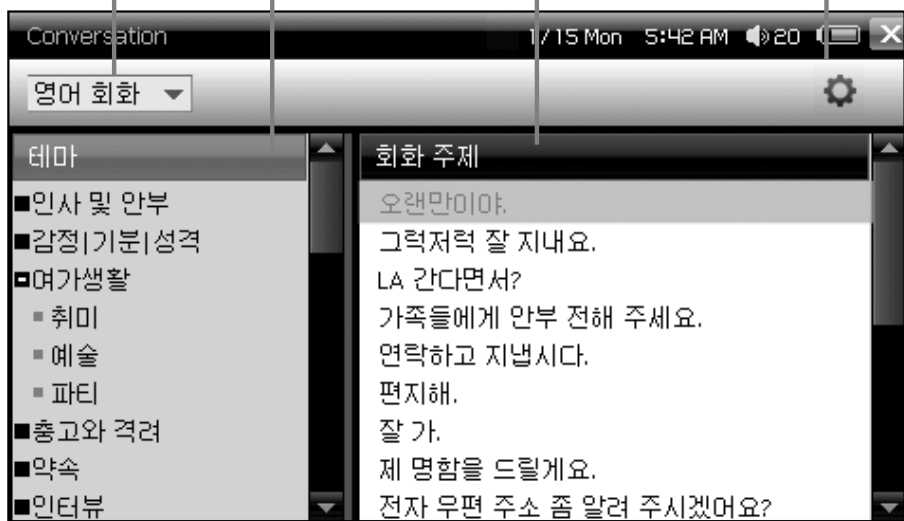 Conversation 1/15 Mon 5:42 AM 20
영어 회화
테마
인사 및 안부
감정|기분|성격
여가생활
취미
예술
파티
충고와 격려
약속
인터뷰
회화 주제
오랜만이야.
그럭저럭 잘 지내요.
LA 간다면서?
가족들에게 안부 전해 주세요.
연락하고 지냅시다.
편지해.
잘 가.
제 명함을 드릴게요.
전자 우편 주소 좀 알려 주시겠어요?